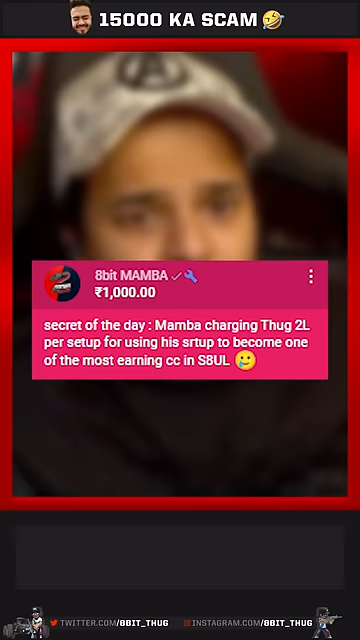 15000 KA SCAM 🤣
8bit MAMBA
₹1,000.00
secret of the day : Mamba charging Thug 2L
per setup for using his srtup to become one
of the most earning cc in S8UL 🥲
TWITTER.COM/8BIT_THUG INSTAGRAM.COM/8BIT_THUG